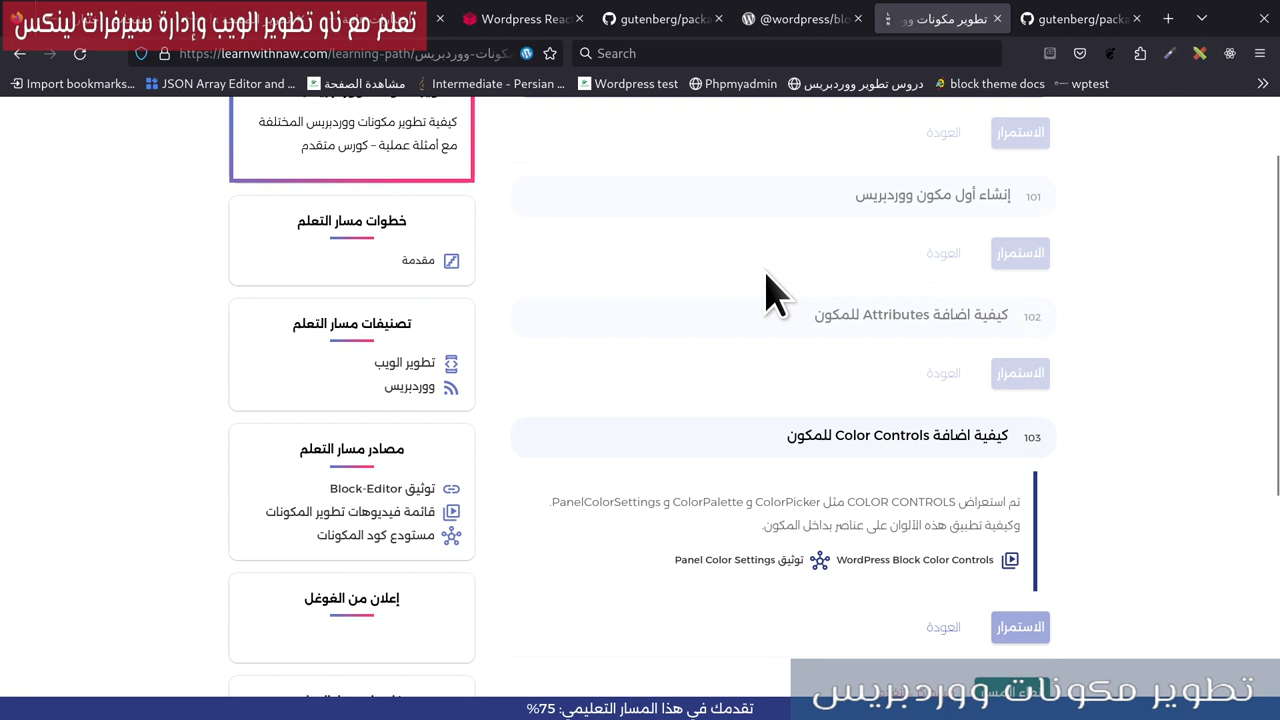 تعلم مع ناو تطوير الويب وإدارة سيرفرات لينكس
Wordpress Reac
gutenberg/packa
@wordpress/blo
تطوير مكونات وورد
gutenberg/packa
https://learnwithnaw.com/learning-path/
Search
Import bookmarks...
JSON Array Editor and ...
مشاهدة الصفحة
Intermediate - Persian ...
Wordpress test
Phpmyadmin
دروس تطوير ووردبريس
block theme docs
wptest
كيفية تطوير مكونات ووردبريس المختلفة
مع أمثلة عملية - كورس متقدم
خطوات مسار التعلم
مقدمة
تصنيفات مسار التعلم
تطوير الويب
ووردبريس
مصادر مسار التعلم
توثيق Block-Editor
قائمة فيديوهات تطوير المكونات
مستودع كود المكونات
إعلان من الغوغل
الاستمرار العودة
101 إنشاء أول مكون ووردبريس
الاستمرار العودة
102 كيفية اضافة Attributes للمكون
الاستمرار العودة
103 كيفية اضافة Color Controls للمكون
تم استعراض COLOR CONTROLS مثل ColorPicker و ColorPalette و PanelColorSettings.
وكيفية تطبيق هذه الألوان على عناصر بداخل المكون.
WordPress Block Color Controls توثيق Panel Color Settings
الاستمرار العودة
تطوير مكونات ووردبريس
تقدمك في هذا المسار التعليمي: 75%